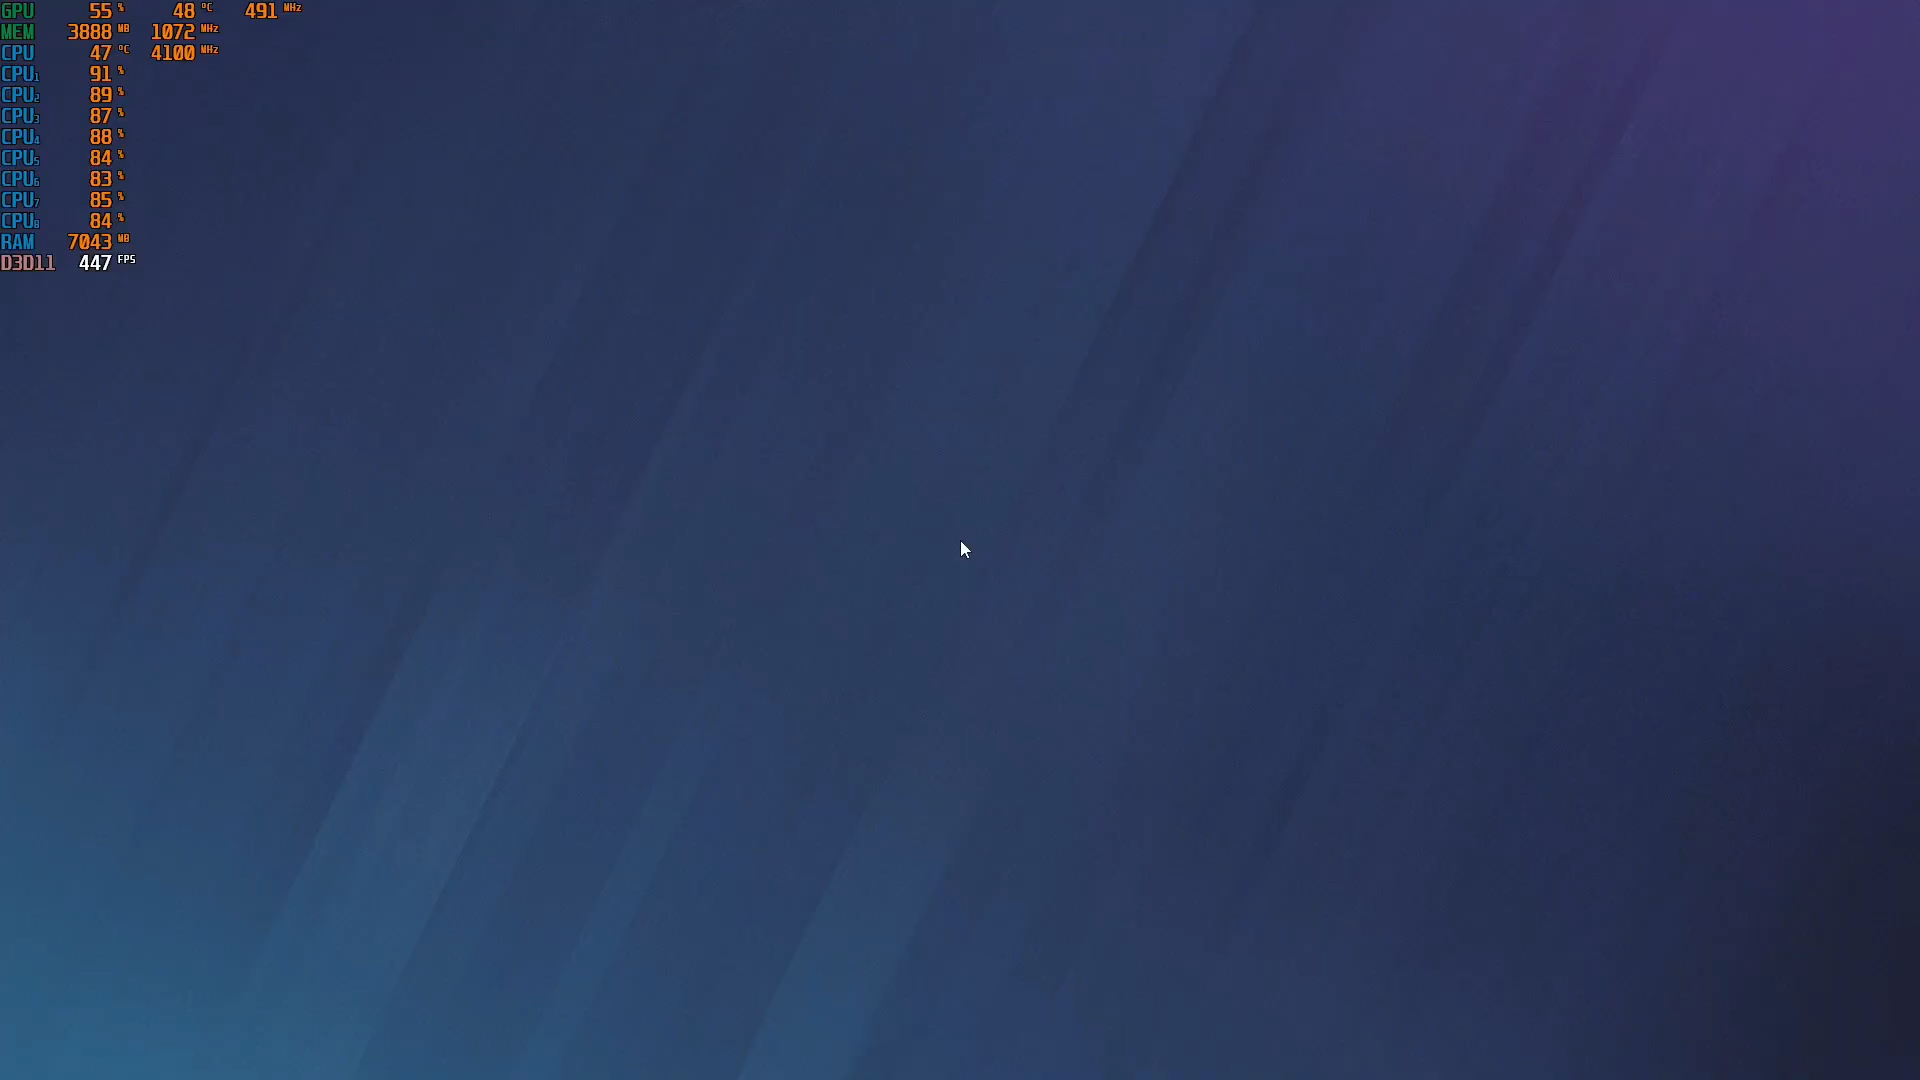 GPU 55 % 48 °C 491 MHz
MEM 3888 MB 1072 MHz
CPU 47 °C 4100 MHz
CPU1 91 %
CPU2 89 %
CPU3 87 %
CPU4 88 %
CPU5 84 %
CPU6 83 %
CPU7 85 %
CPU8 84 %
RAM 7043 MB
D3D11 447 FPS